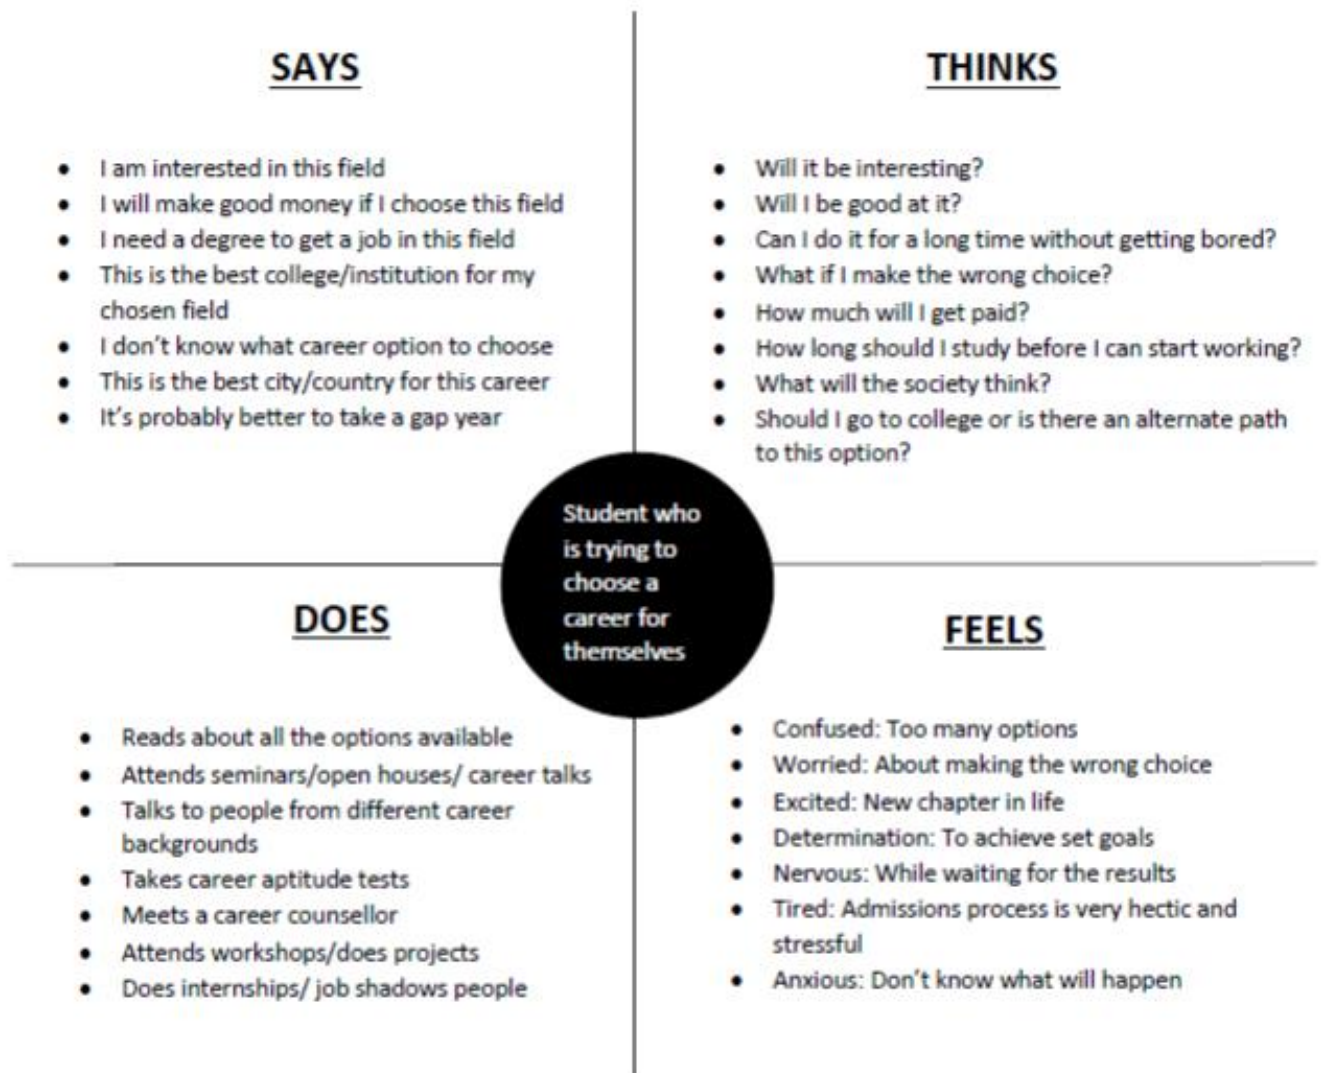 SAYS
• I am interested in this field
• I will make good money if I choose this field
• I need a degree to get a job in this field
• This is the best college/institution for my
chosen field
• I don't know what career option to choose
• This is the best city/country for this career
• It's probably better to take a gap year
THINKS
• Will it be interesting?
• Will I be good at it?
• Can I do it for a long time without getting bored?
• What if I make the wrong choice?
• How much will I get paid?
• How long should I study before I can start working?
• What will the society think?
• Should I go to college or is there an alternate path
to this option?
Student who
is trying to
choose a
career for
themselves
DOES
• Reads about all the options available
• Attends seminars/open houses/ career talks
• Talks to people from different career
backgrounds
• Takes career aptitude tests
• Meets a career counsellor
• Attends workshops/does projects
• Does internships/ job shadows people
FEELS
• Confused: Too many options
• Worried: About making the wrong choice
• Excited: New chapter in life
• Determination: To achieve set goals
• Nervous: While waiting for the results
• Tired: Admissions process is very hectic and
stressful
• Anxious: Don't know what will happen